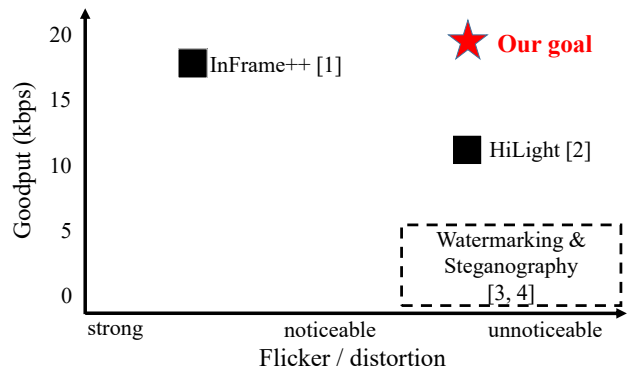 20
Our goal
InFrame++ [1]
15
HiLight [2]
10
Goodput (kbps)
5
Watermarking &
Steganography
[3, 4]
0
strong
noticeable
unnoticeable
Flicker / distortion